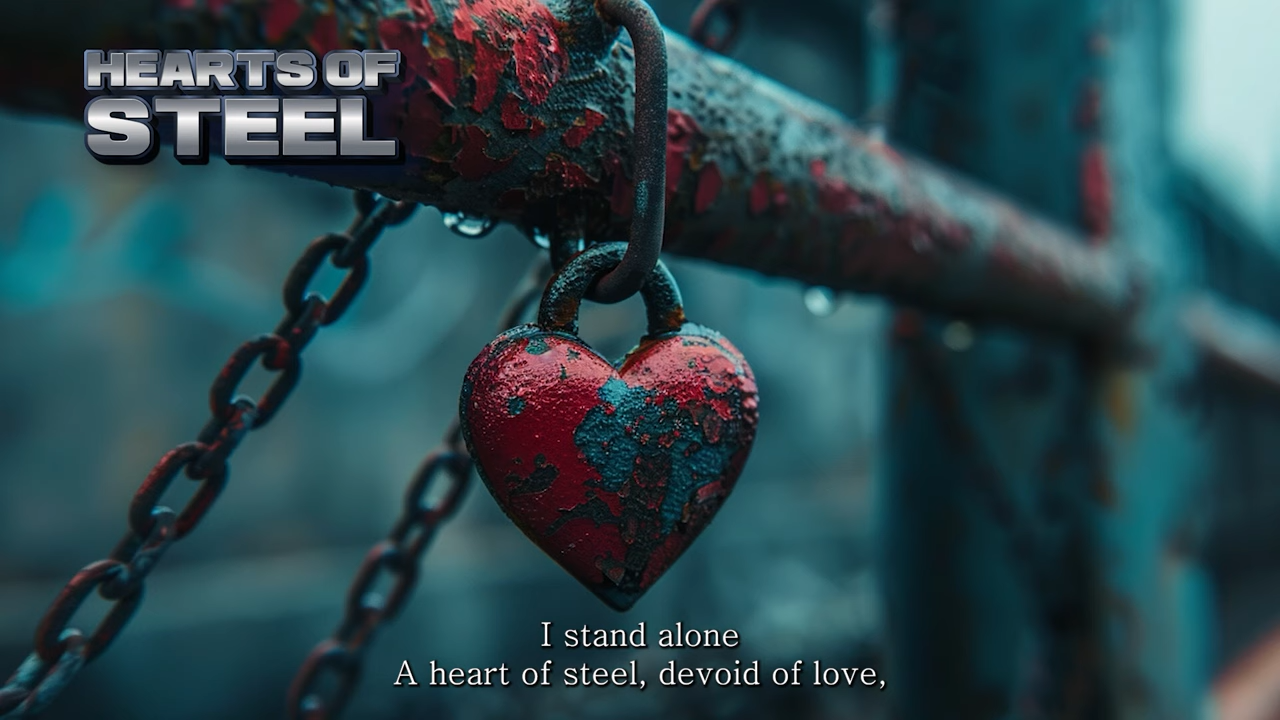 HEARTS OF
STEEL
I stand alone
A heart of steel, devoid of love,